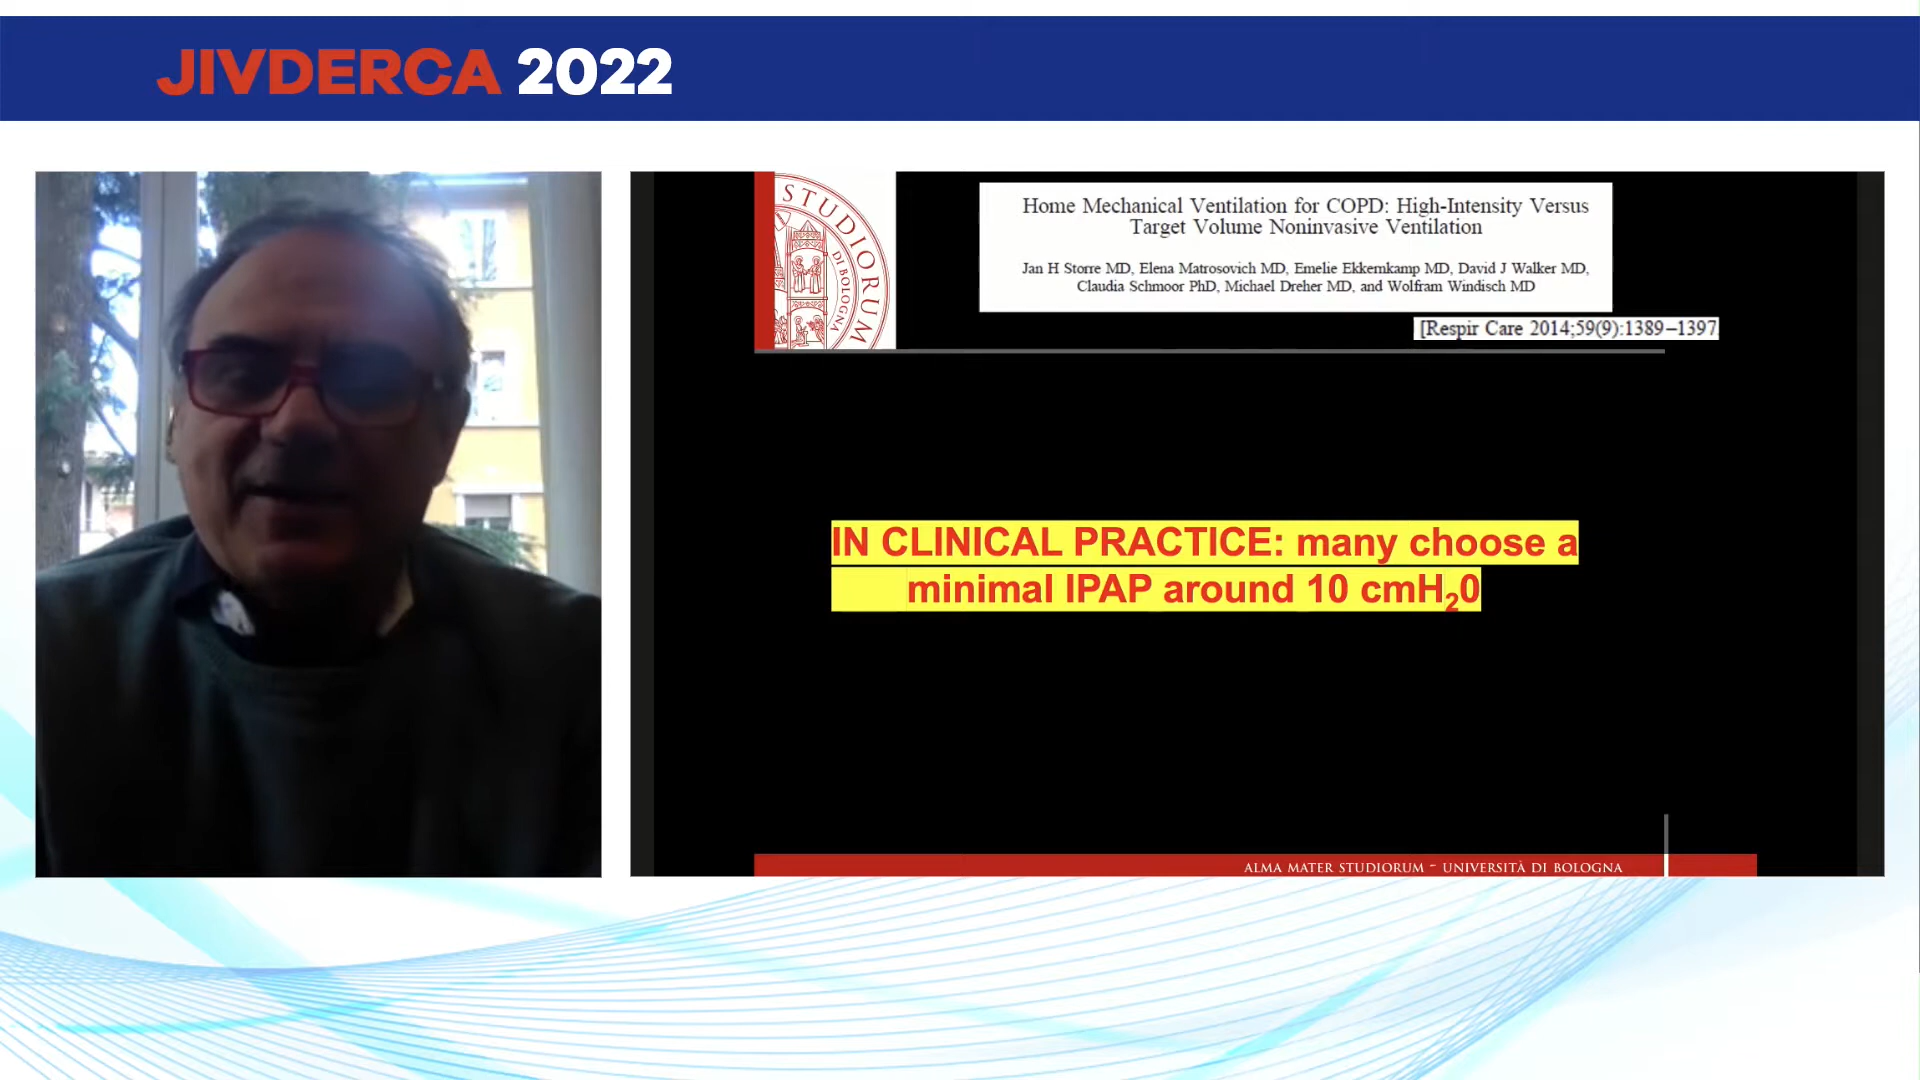 JIVDERCA 2022
STUDIORUM
DI BOLOGNA
Home Mechanical Ventilation for COPD: High-Intensity Versus
Target Volume Noninvasive Ventilation
Jan H Storre MD, Elena Matrosovich MD, Emelie Ekkernkamp MD, David J Walker MD,
Claudia Schmoor PhD, Michael Dreher MD, and Wolfram Windisch MD
[Respir Care 2014;59(9):1389–1397
IN CLINICAL PRACTICE: many choose a
minimal IPAP around 10 cmH₂0
ALMA MATER STUDIORUM ~ UNIVERSITÀ DI BOLOGNA